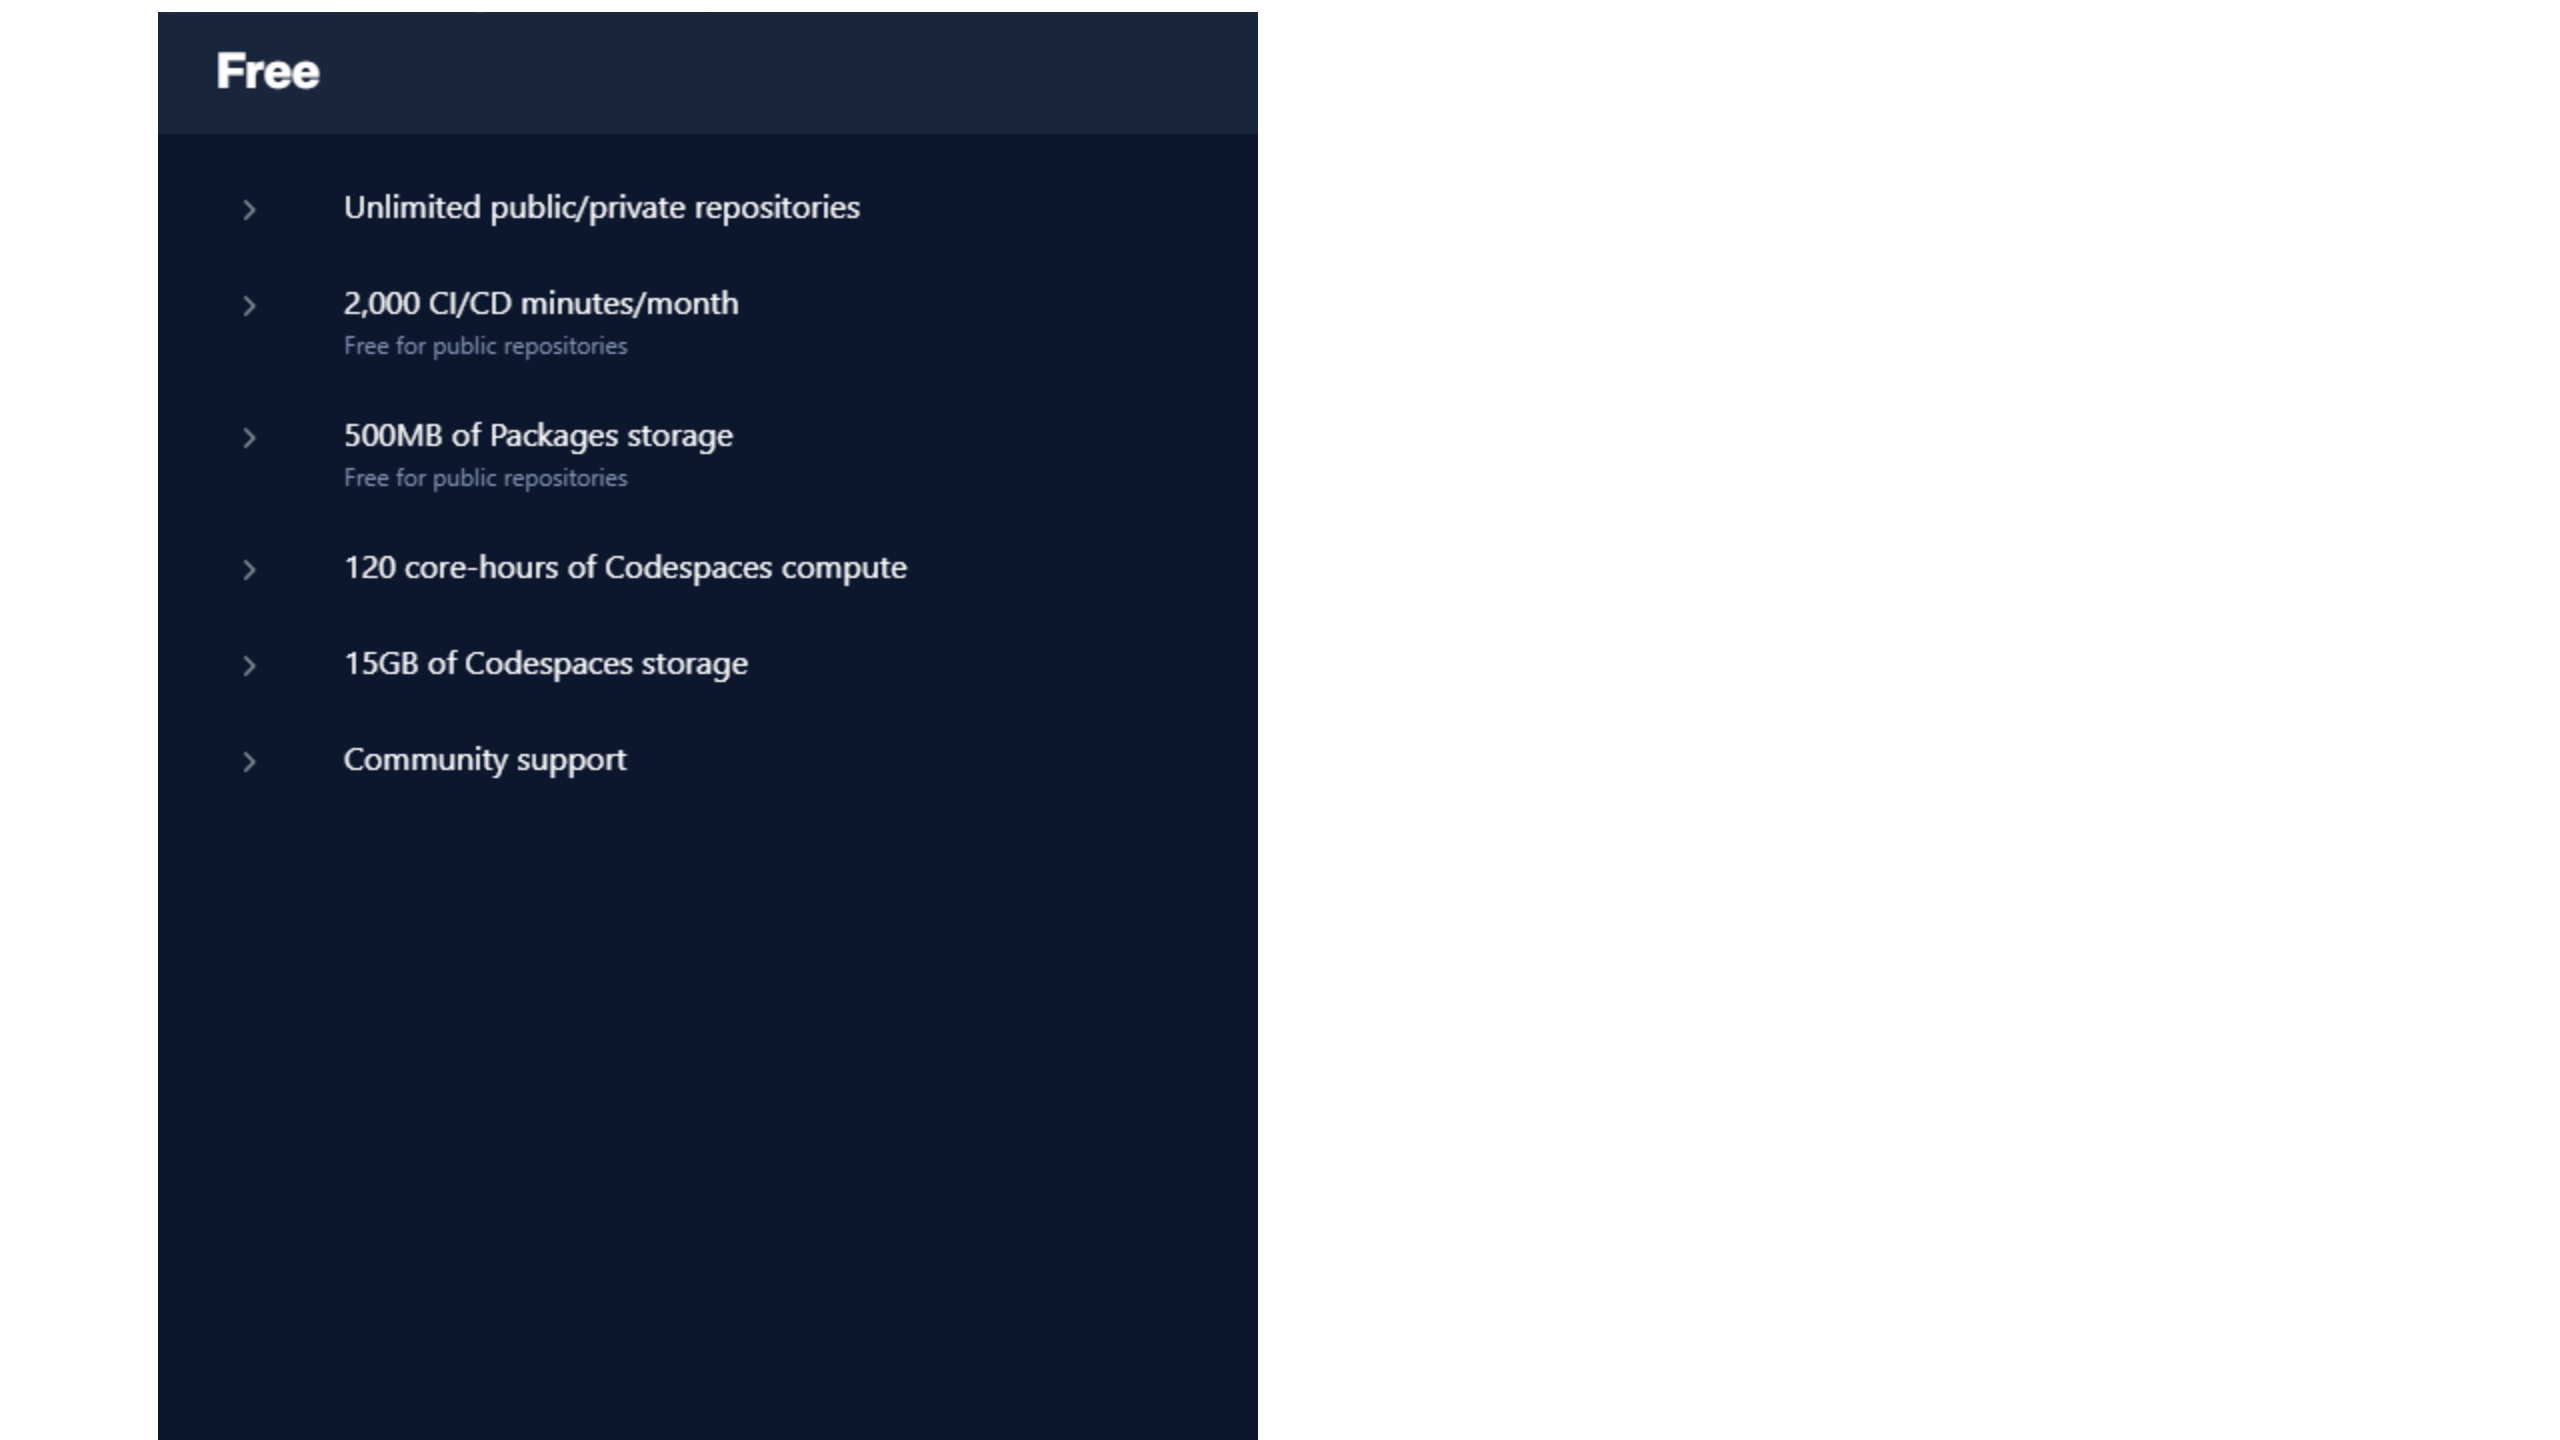 Free
Unlimited public/private repositories
2,000 CI/CD minutes/month
Free for public repositories
500MB of Packages storage
Free for public repositories
120 core-hours of Codespaces compute
15GB of Codespaces storage
Community support